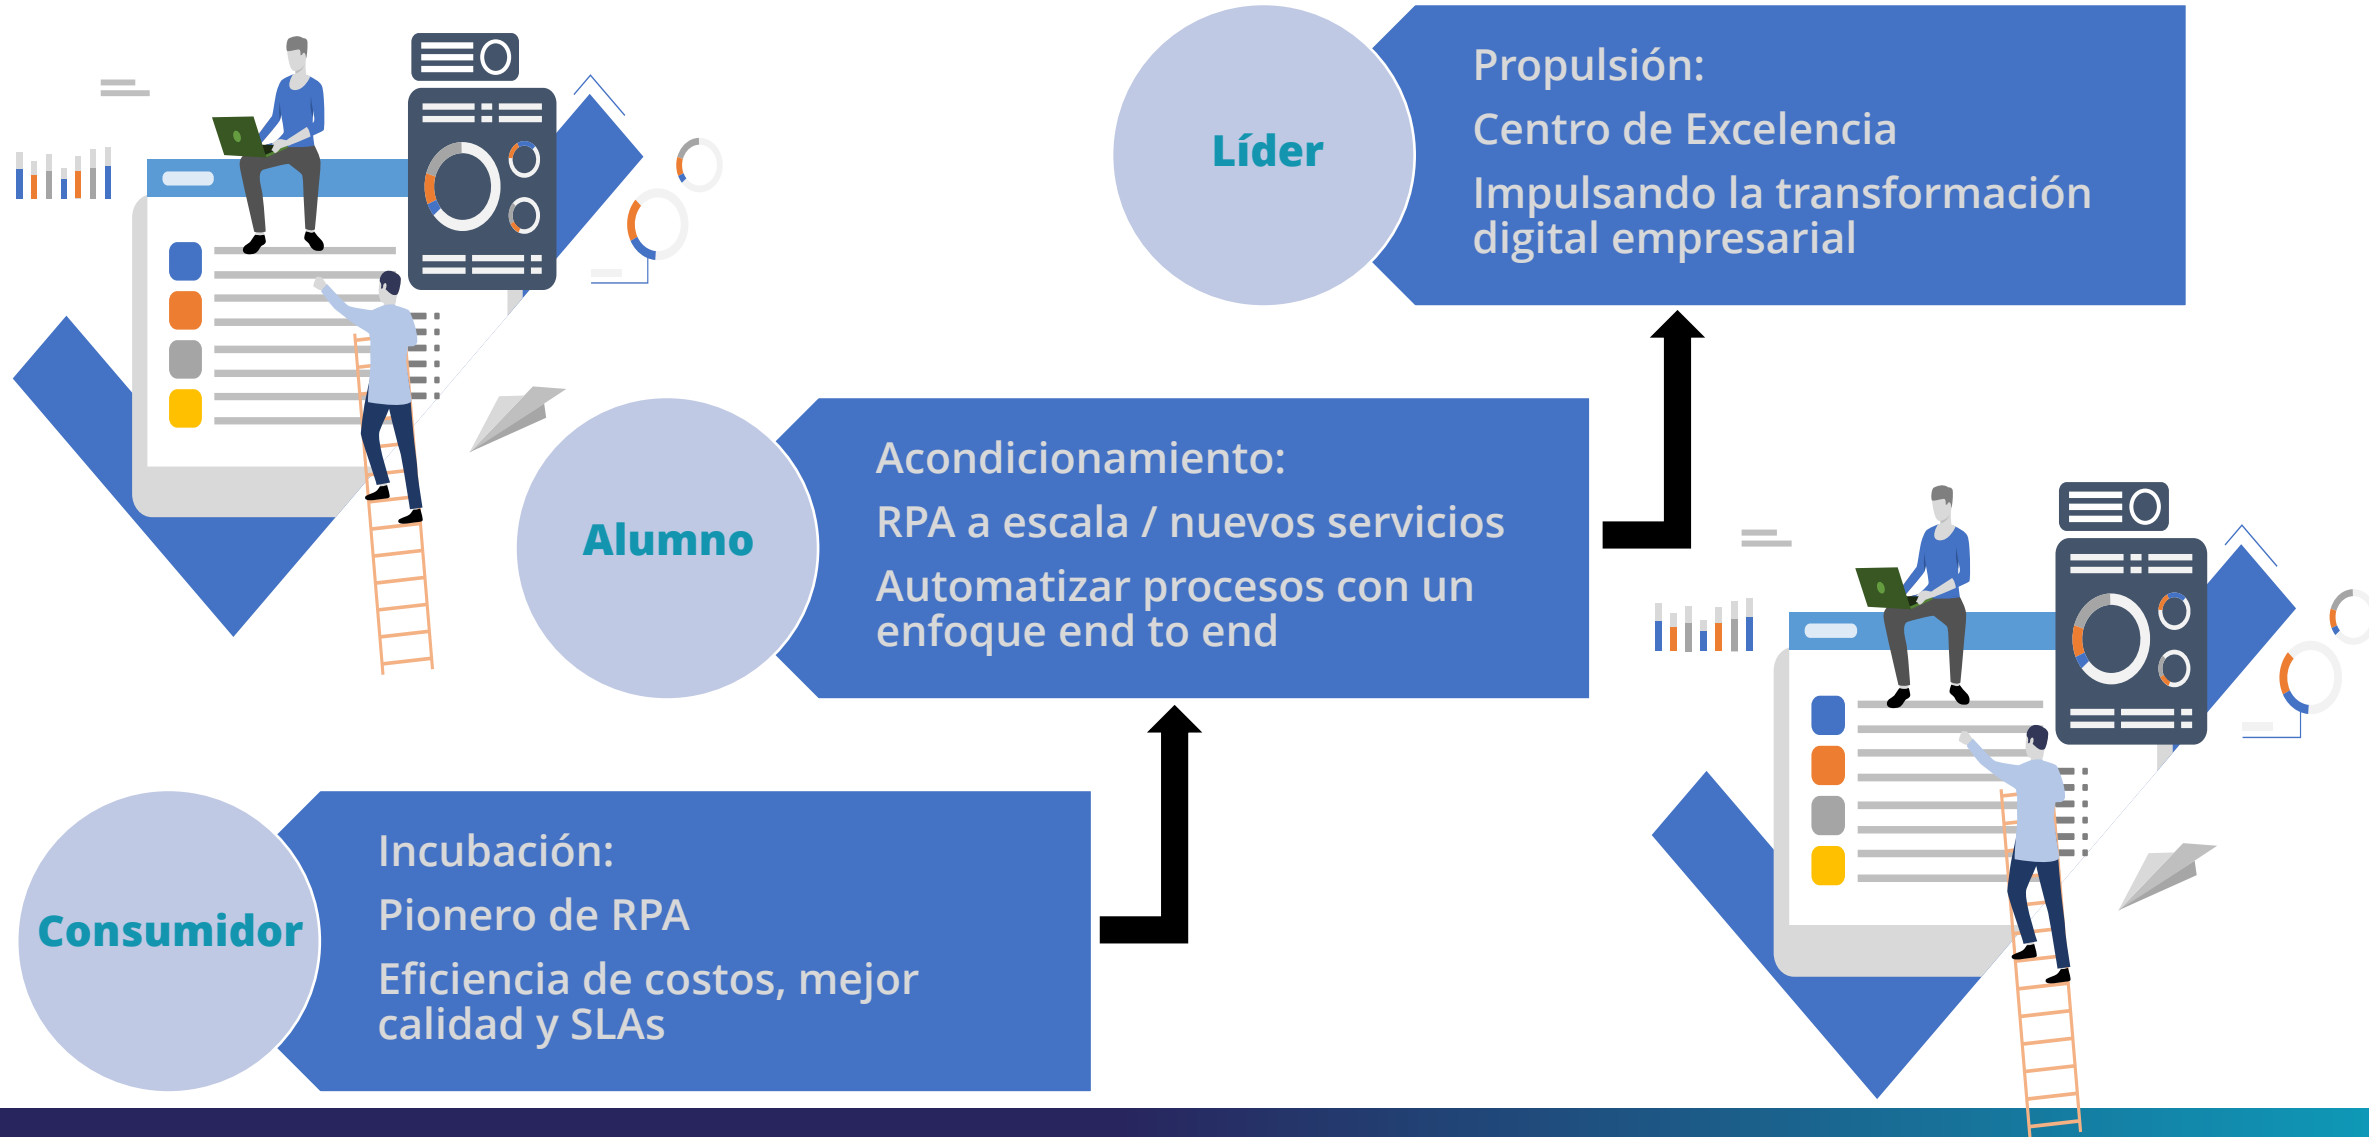 Líder
Propulsión:
Centro de Excelencia
Impulsando la transformación
digital empresarial
Alumno
Acondicionamiento:
RPA a escala / nuevos servicios
Automatizar procesos con un
enfoque end to end
Consumidor
Incubación:
Pionero de RPA
Eficiencia de costos, mejor
calidad y SLAs